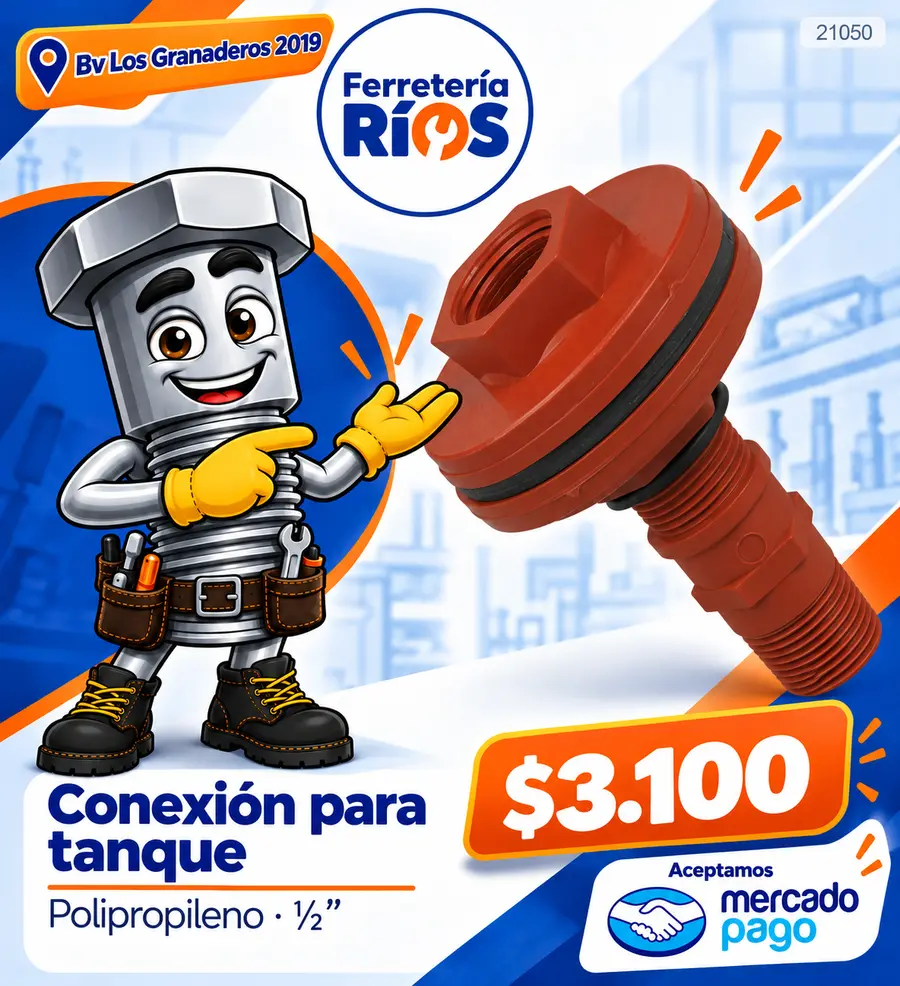 Bv Los Granaderos 2019
Ferretería
RÍOS
21050
Conexión para
tanque
Polipropileno · ½”
$3.100
Aceptamos
mercado
pago